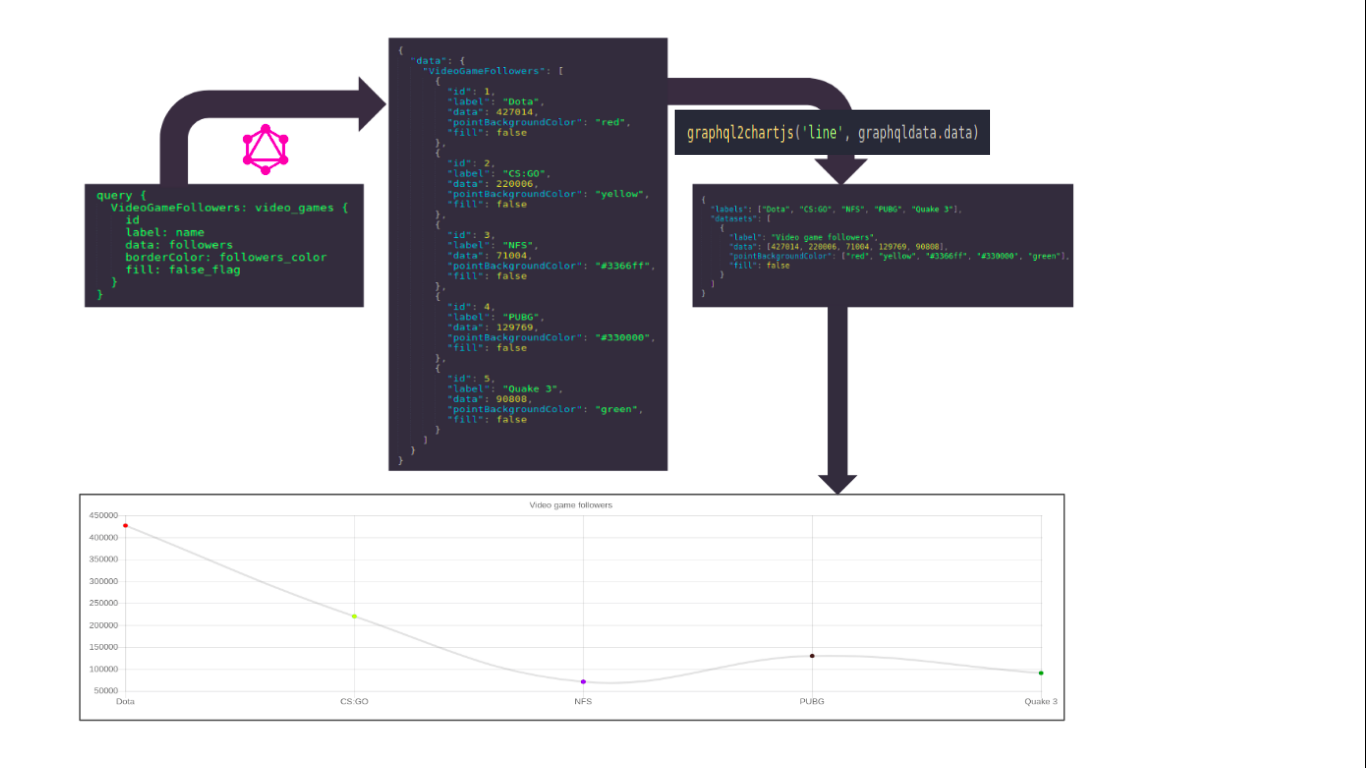 query {
VideoGameFollowers: video_games {
id
label: name
data: followers
borderColor: followers_color
fill: false_flag
}
}
{
"data": {
"VideoGameFollowers": [
{
"id": 1,
"label": "Dota",
"data": 427014,
"pointBackgroundColor": "red",
"fill": false
},
{
"id": 2,
"label": "CS:GO",
"data": 220006,
"pointBackgroundColor": "yellow",
"fill": false
},
{
"id": 3,
"label": "NFS",
"data": 71004,
"pointBackgroundColor": "#3366ff",
"fill": false
},
{
"id": 4,
"label": "PUBG",
"data": 129769,
"pointBackgroundColor": "#330000",
"fill": false
},
{
"id": 5,
"label": "Quake 3",
"data": 90808,
"pointBackgroundColor": "green",
"fill": false
}
]
}
}
graphql2chartjs('line', graphqldata.data)
{
"labels": ["Dota", "CS:GO", "NFS", "PUBG", "Quake 3"],
"datasets": [
{
"label": "Video game followers",
"data": [427014, 220006, 71004, 129769, 90808],
"pointBackgroundColor": ["red", "yellow", "#3366ff", "#330000", "green"],
"fill": false
}
]
}
Video game followers
450000
400000
350000
300000
250000
200000
150000
100000
50000
Dota CS:GO NFS PUBG Quake 3